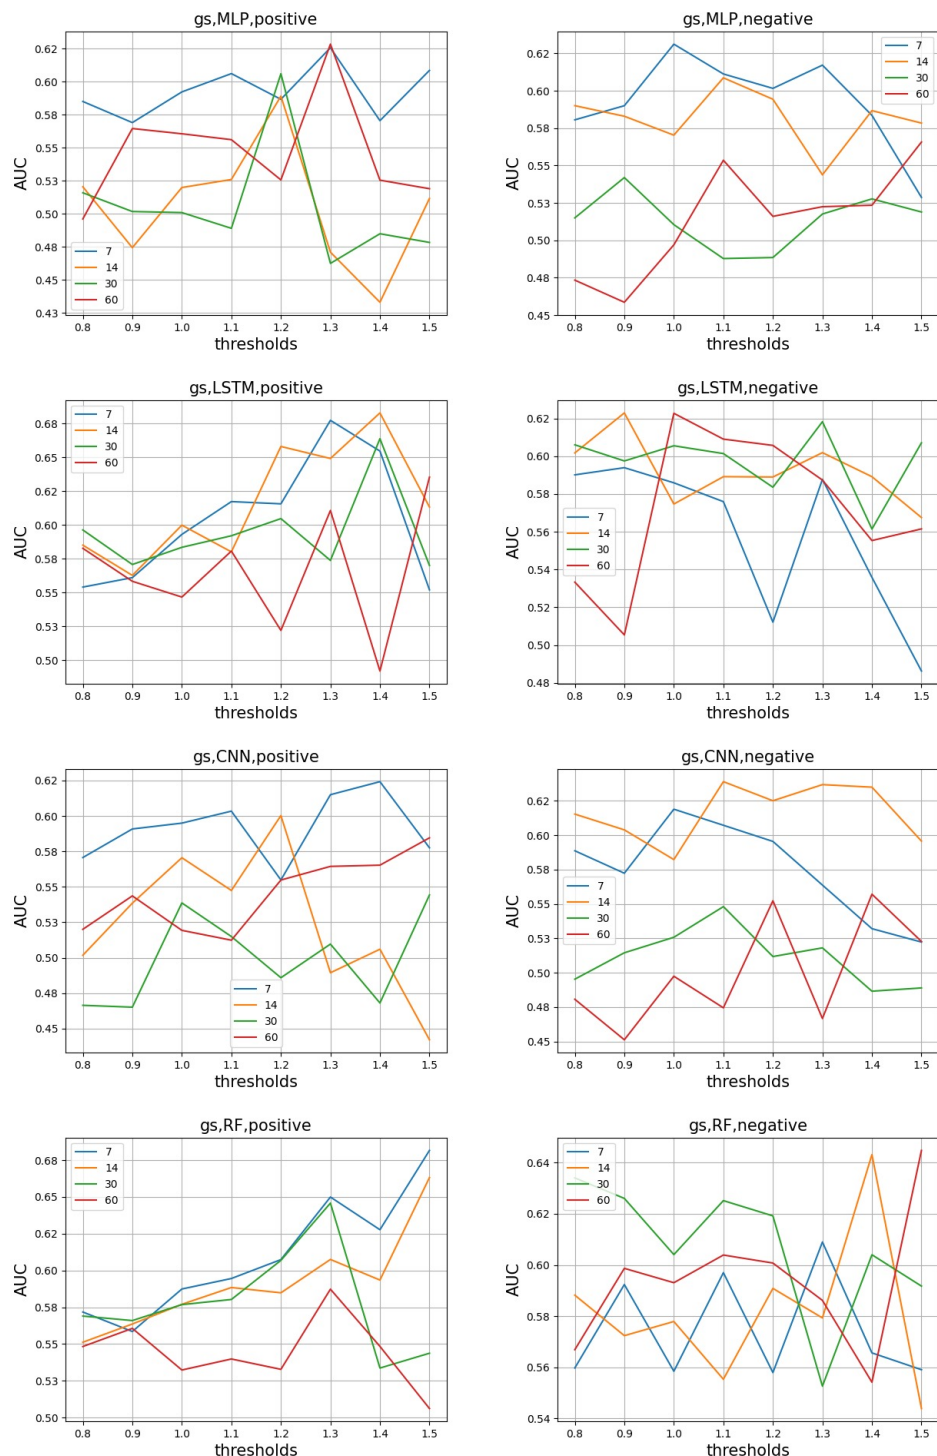 gs,MLP,positive
AUC
0.62
0.60
0.58
0.55
0.53
0.50
0.48
0.45
0.43
7
14
30
60
0.8 0.9 1.0 1.1 1.2 1.3 1.4 1.5
thresholds
gs,MLP,negative
AUC
0.62
0.60
0.58
0.55
0.53
0.50
0.48
0.45
7
14
30
60
0.8 0.9 1.0 1.1 1.2 1.3 1.4 1.5
thresholds
gs,LSTM,positive
AUC
0.68
0.65
0.62
0.60
0.58
0.55
0.53
0.50
7
14
30
60
0.8 0.9 1.0 1.1 1.2 1.3 1.4 1.5
thresholds
gs,LSTM,negative
AUC
0.62
0.60
0.58
0.56
0.54
0.52
0.50
0.48
7
14
30
60
0.8 0.9 1.0 1.1 1.2 1.3 1.4 1.5
thresholds
gs,CNN,positive
AUC
0.62
0.60
0.58
0.55
0.53
0.50
0.48
0.45
7
14
30
60
0.8 0.9 1.0 1.1 1.2 1.3 1.4 1.5
thresholds
gs,CNN,negative
AUC
0.62
0.60
0.58
0.55
0.53
0.50
0.48
0.45
7
14
30
60
0.8 0.9 1.0 1.1 1.2 1.3 1.4 1.5
thresholds
gs,RF,positive
AUC
0.68
0.65
0.62
0.60
0.58
0.55
0.53
0.50
7
14
30
60
0.8 0.9 1.0 1.1 1.2 1.3 1.4 1.5
thresholds
gs,RF,negative
AUC
0.64
0.62
0.60
0.58
0.56
0.54
7
14
30
60
0.8 0.9 1.0 1.1 1.2 1.3 1.4 1.5
thresholds